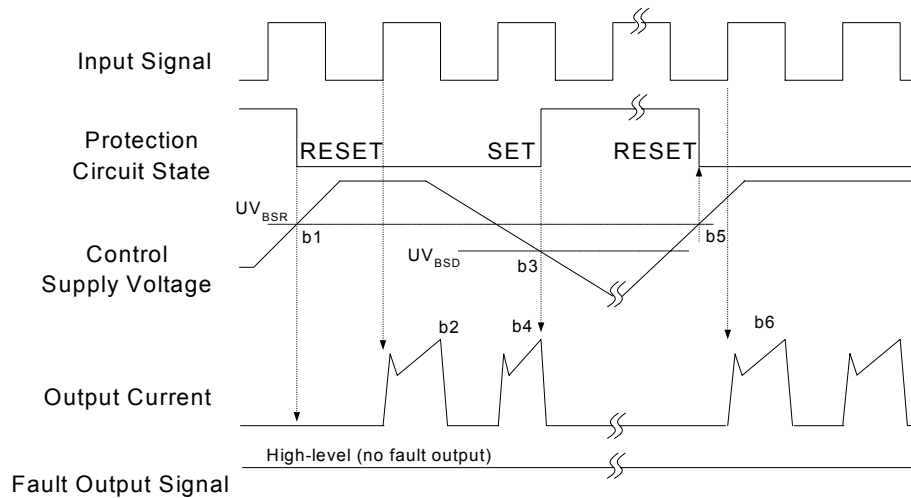 Input Signal
Protection
Circuit State
RESET
SET
RESET
UV BSR
b1
UV BSD
b3
b5
Control
Supply Voltage
b2
b4
b6
Output Current
High-level (no fault output)
Fault Output Signal